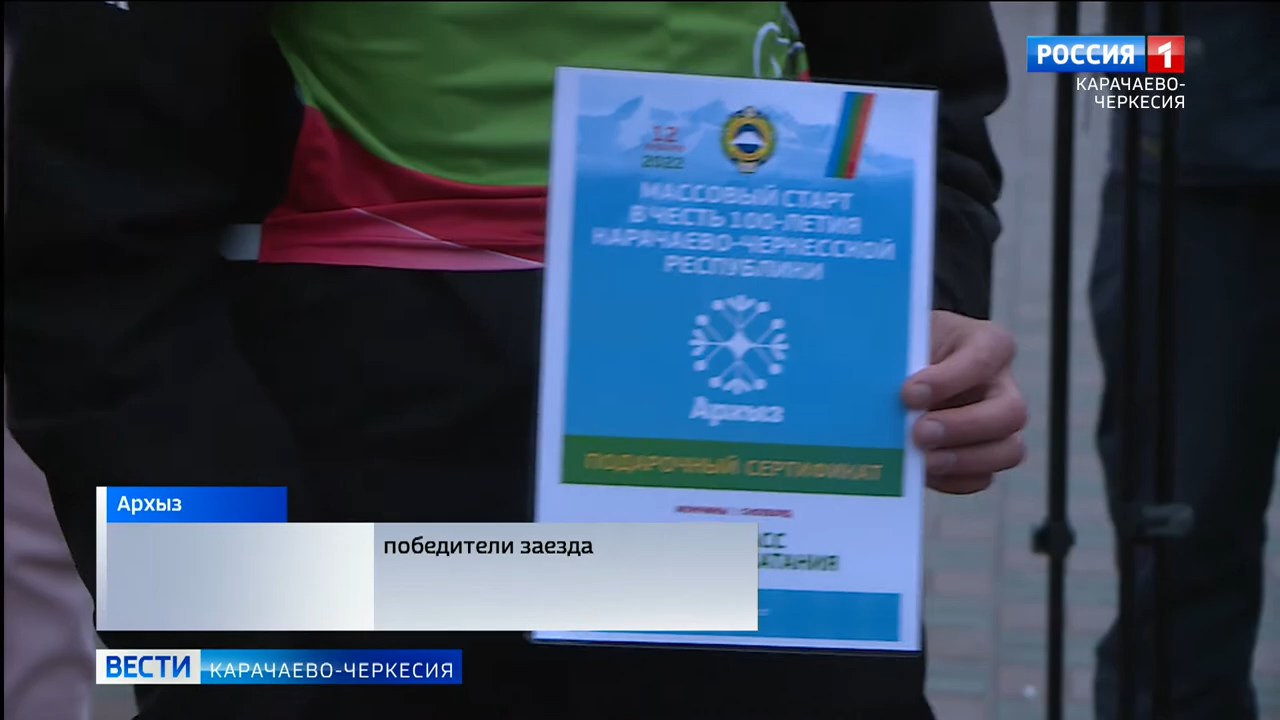 РОССИЯ 1
КАРАЧАЕВО-
ЧЕРКЕСИЯ
12
2022
МАССОВЫЙ СТАРТ
В ЧЕСТЬ 100-ЛЕТИЯ
КАРАЧАЕВО-ЧЕРКЕССКОЙ
РЕСПУБЛИКИ
Архыз
ПОДАРОЧНЫЙ СЕРТИФИКАТ
Архыз
победители заезда
ВЕСТИ КАРАЧАЕВО-ЧЕРКЕСИЯ